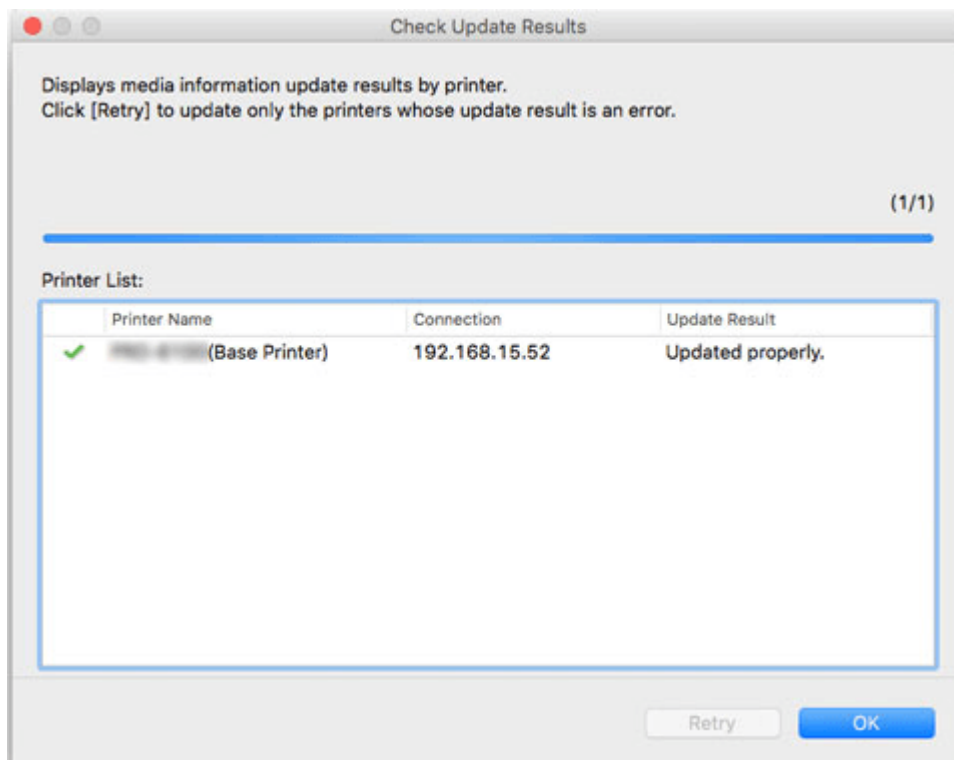 Check Update Results
Displays media information update results by printer.
Click [Retry] to update only the printers whose update result is an error.
(1/1)
Printer List:
Printer Name Connection Update Result
(Base Printer) 192.168.15.52 Updated properly.
Retry OK